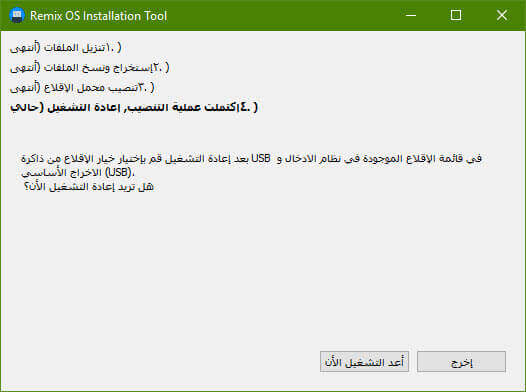 Remix OS Installation Tool
١. تنزيل الملفات (أنتهى)
٢. إستخراج ونسخ الملفات (أنتهى)
٣. تنصيب محمل الإقلاع (أنتهى)
٤. إكتملت عملية التنصيب, إعادة التشغيل (حالي)
بعد إعادة التشغيل قم بإختيار خيار الإقلاع من ذاكرة USB في قائمة الإقلاع الموجودة في نظام الادخال و
الاخراج الأساسي (USB).
هل تريد إعادة التشغيل الأن؟
أعد التشغيل الأن
إخرج